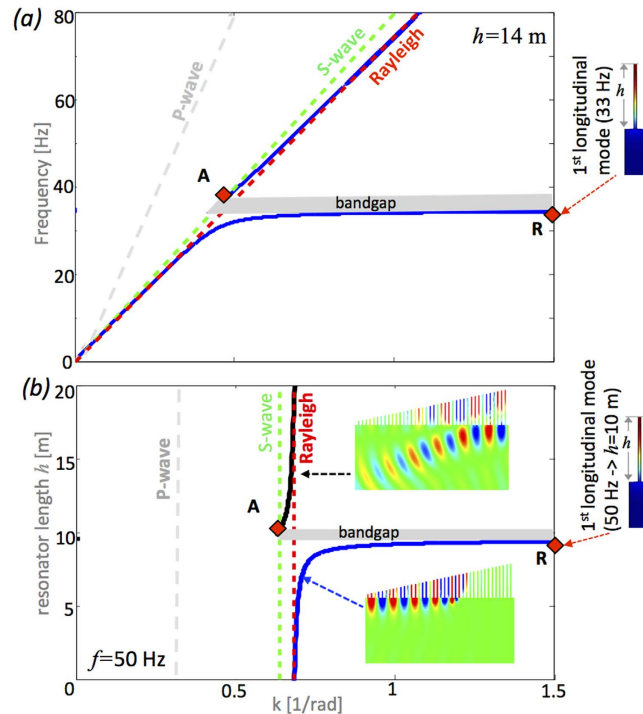 (a)
80
60
40
20
0
Frequency [Hz]
P-wave
S-wave
Rayleigh
h=14 m
A
bandgap
R
0.5
1
1.5
h
1st longitudinal
mode (33 Hz)
(b)
20
15
10
5
0
resonator length h [m]
P-wave
S-wave
Rayleigh
A
bandgap
R
f=50 Hz
0
0.5
1
1.5
k [1/rad]
h
1st longitudinal mode
(50 Hz -> h=10 m)